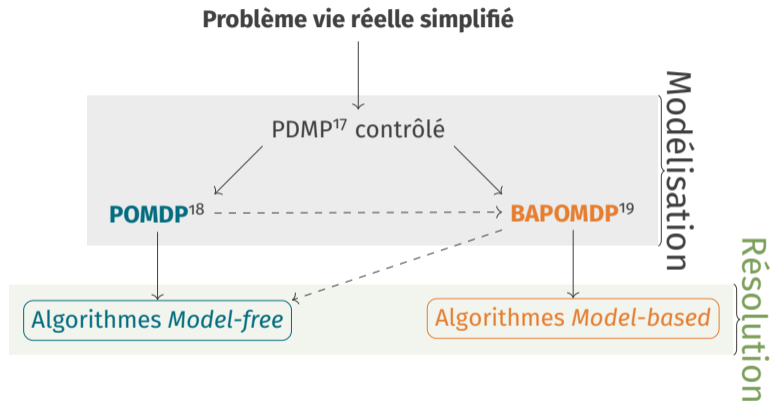 Problème vie réelle simplifié
PDMP¹⁷ contrôlé
Modélisation
POMDP¹⁸
BAPOMDP¹⁹
Résolution
Algorithmes Model-free
Algorithmes Model-based